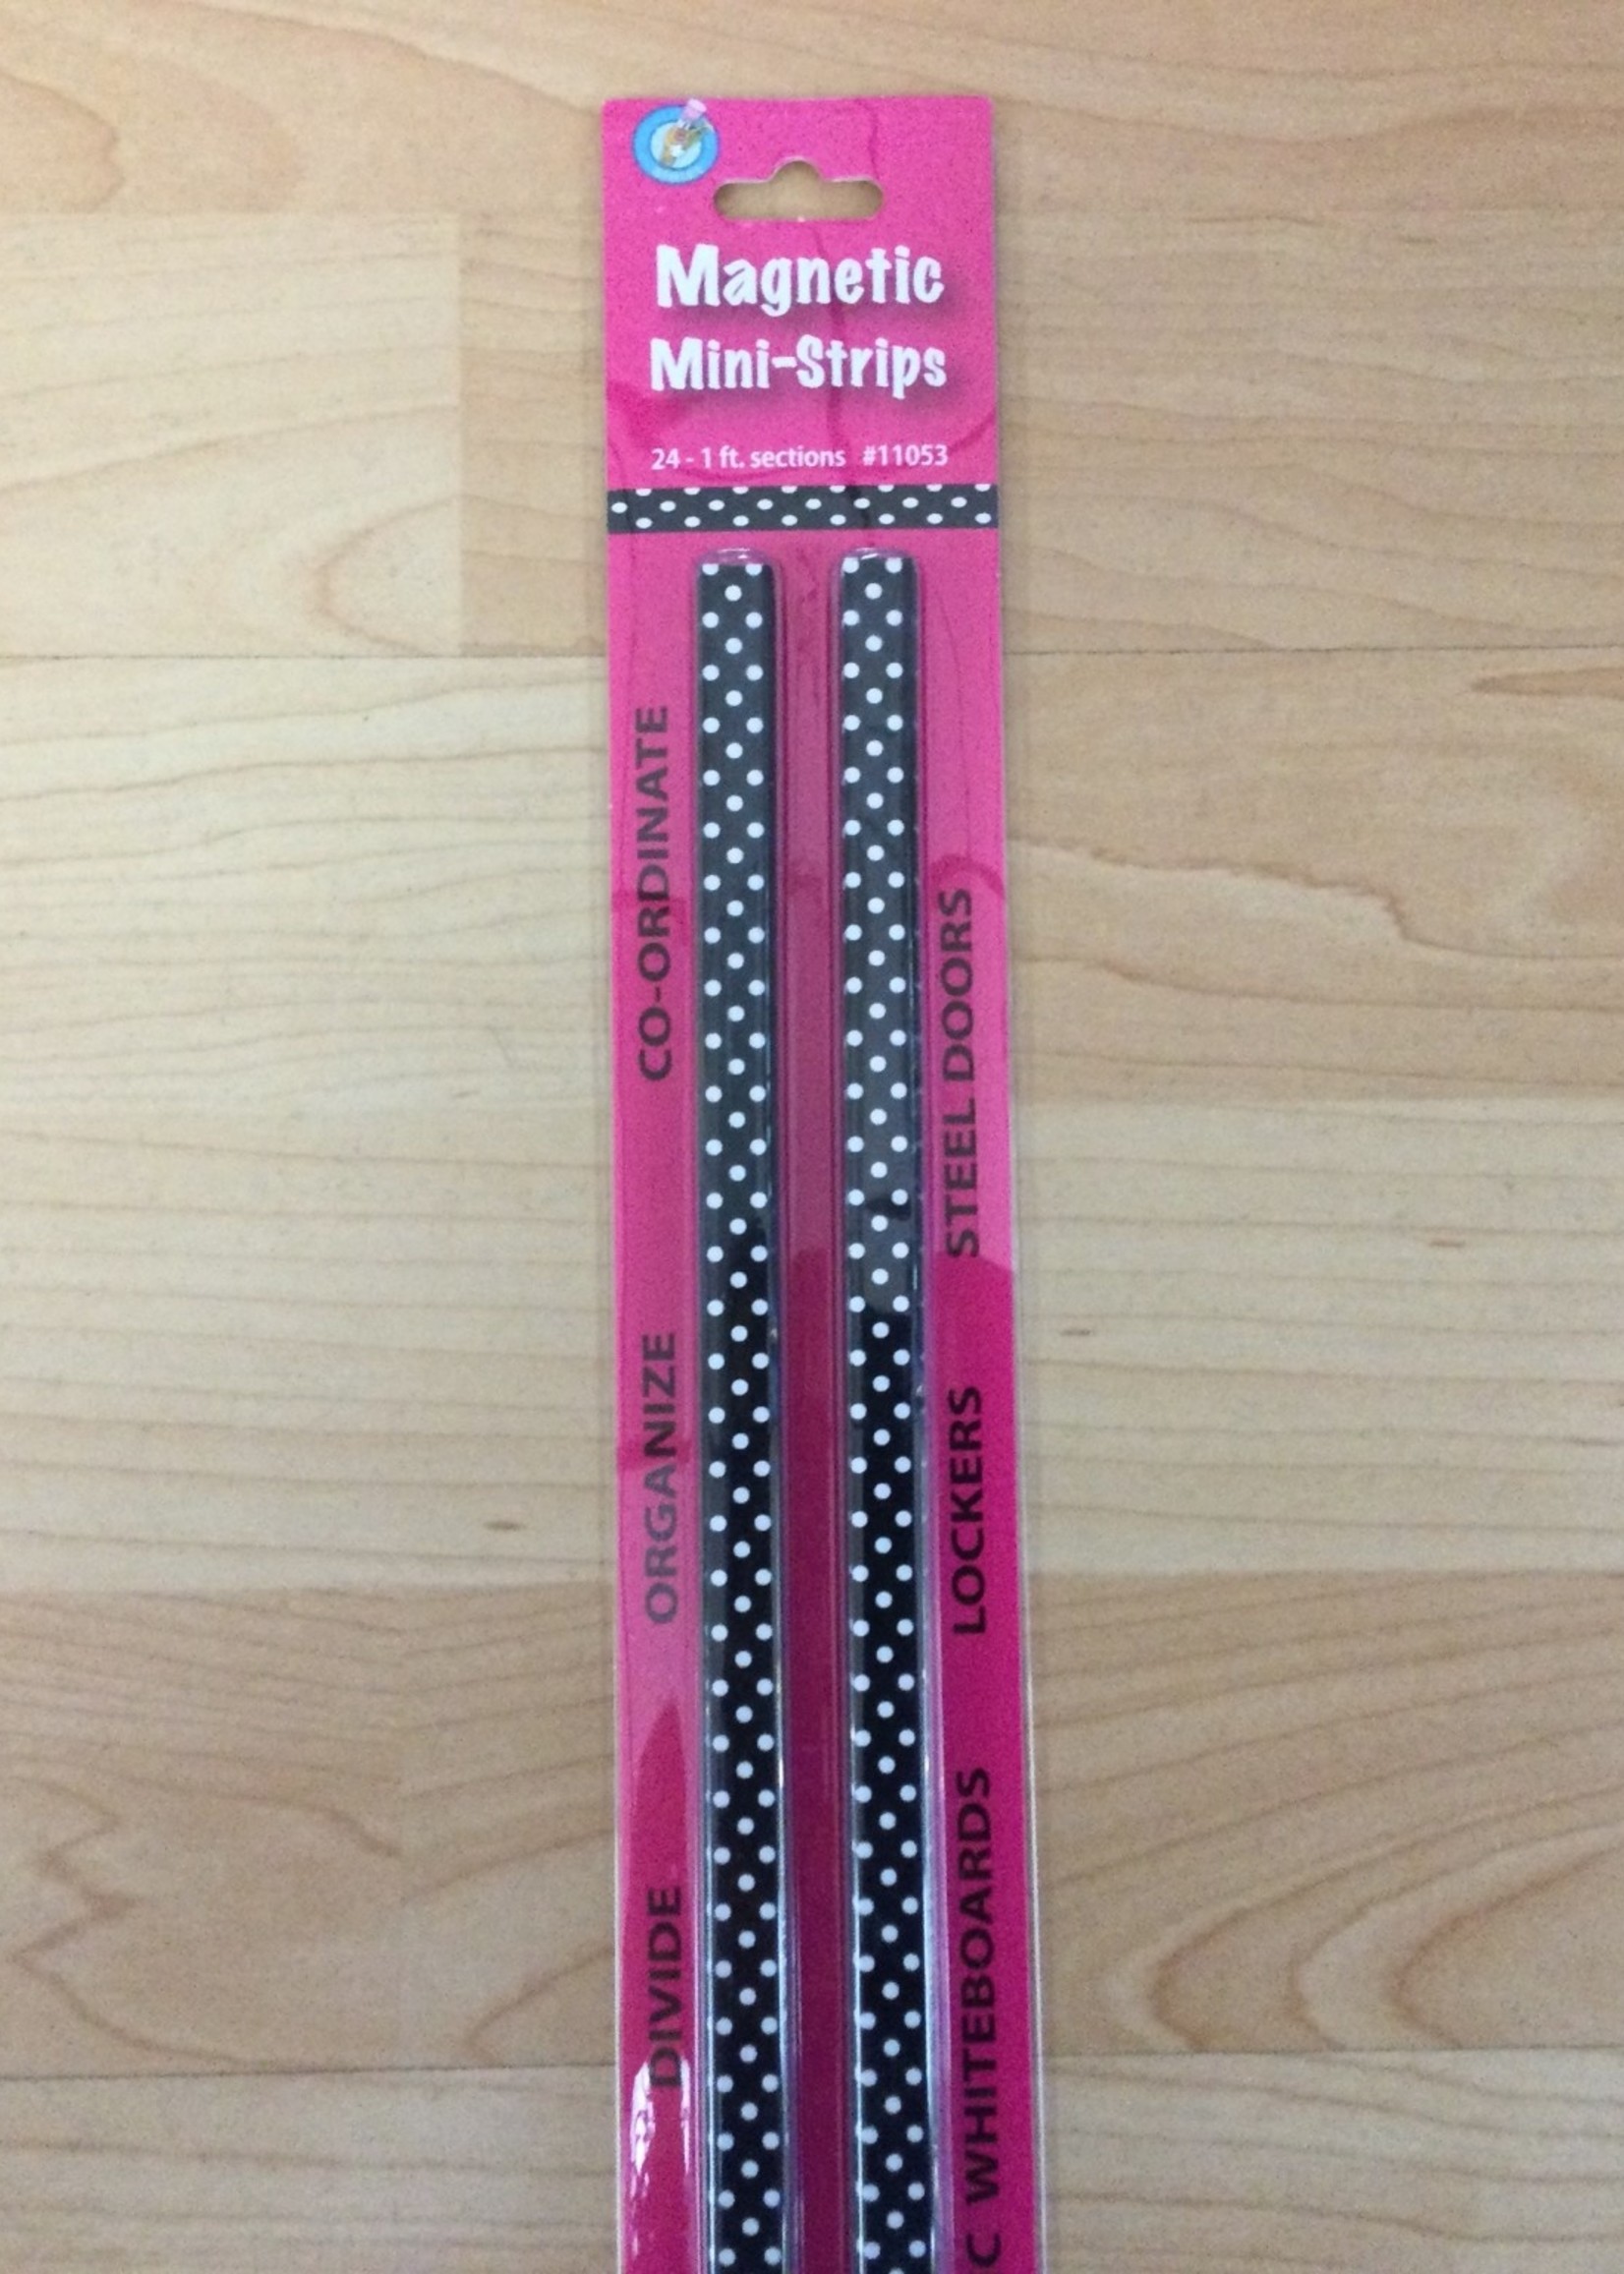 Magnetic
Mini-Strips
24 - 1 ft. sections #11053
CO-ORDINATE
ORGANIZE
DIVIDE
STEEL DOORS
LOCKERS
WHITEBOARDS